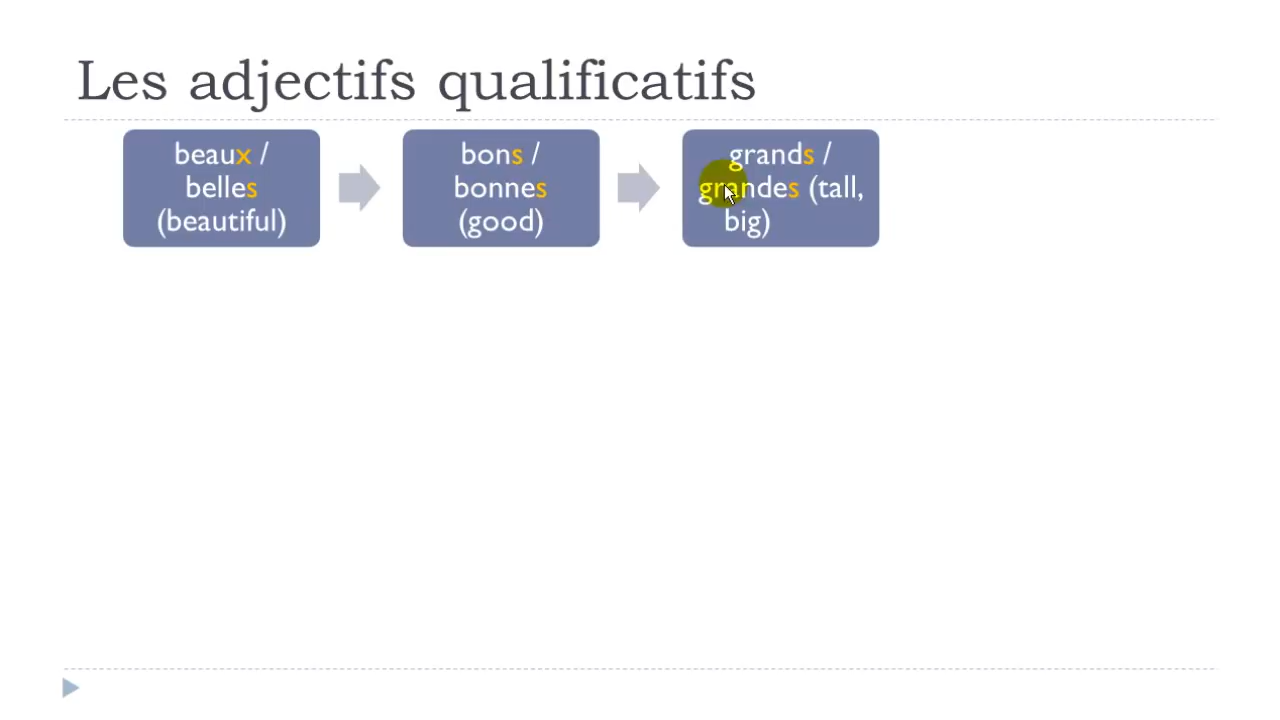 Les adjectifs qualificatifs
beaux /
belles
(beautiful)
bons /
bonnes
(good)
grands /
grandes (tall,
big)